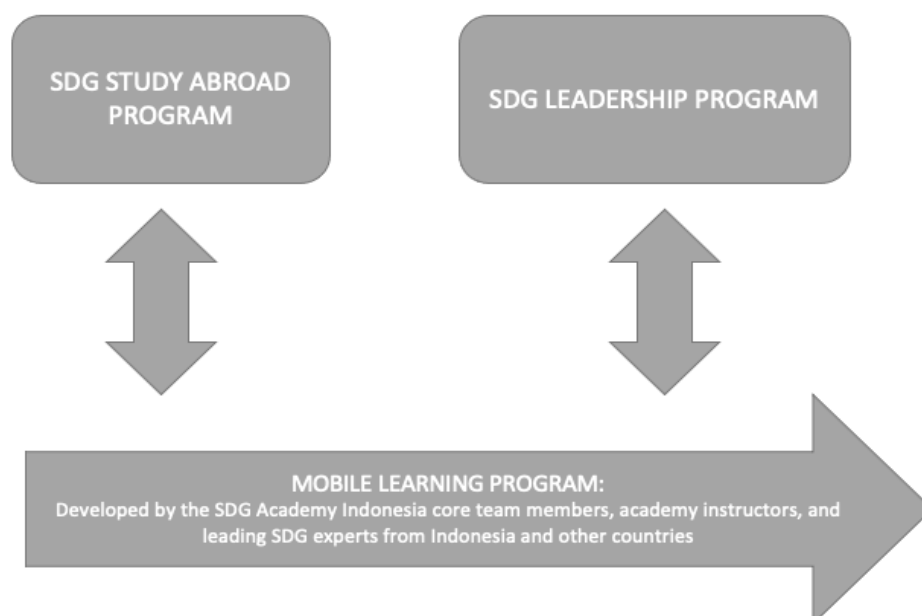 SDG STUDY ABROAD
PROGRAM
SDG LEADERSHIP PROGRAM
MOBILE LEARNING PROGRAM:
Developed by the SDG Academy Indonesia core team members, academy instructors, and
leading SDG experts from Indonesia and other countries